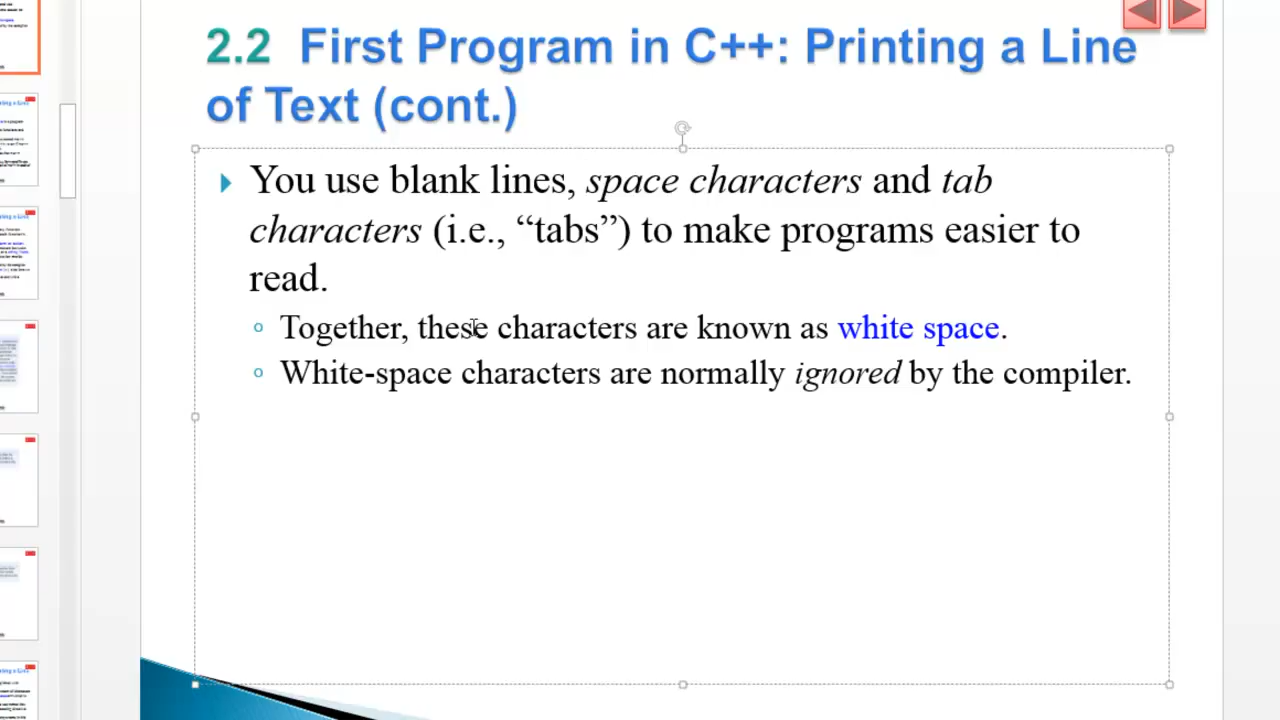 2.2 First Program in C++: Printing a Line
of Text (cont.)
You use blank lines, space characters and tab
characters (i.e., “tabs”) to make programs easier to
read.
Together, these characters are known as white space.
White-space characters are normally ignored by the compiler.